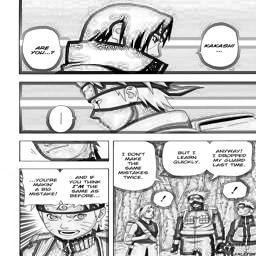 KAKASHI
...
ARE
YOU...?
ANYWAY!
I DROPPED
MY GUARD
LAST TIME.
BUT I
LEARN
QUICKLY.
I DON'T
MAKE
THE
SAME
MISTAKES
TWICE.
!
!
AND IF
YOU THINK
I'M THE
SAME AS
BEFORE...
...YOU'RE
MAKIN'
A BIG
MISTAKE!